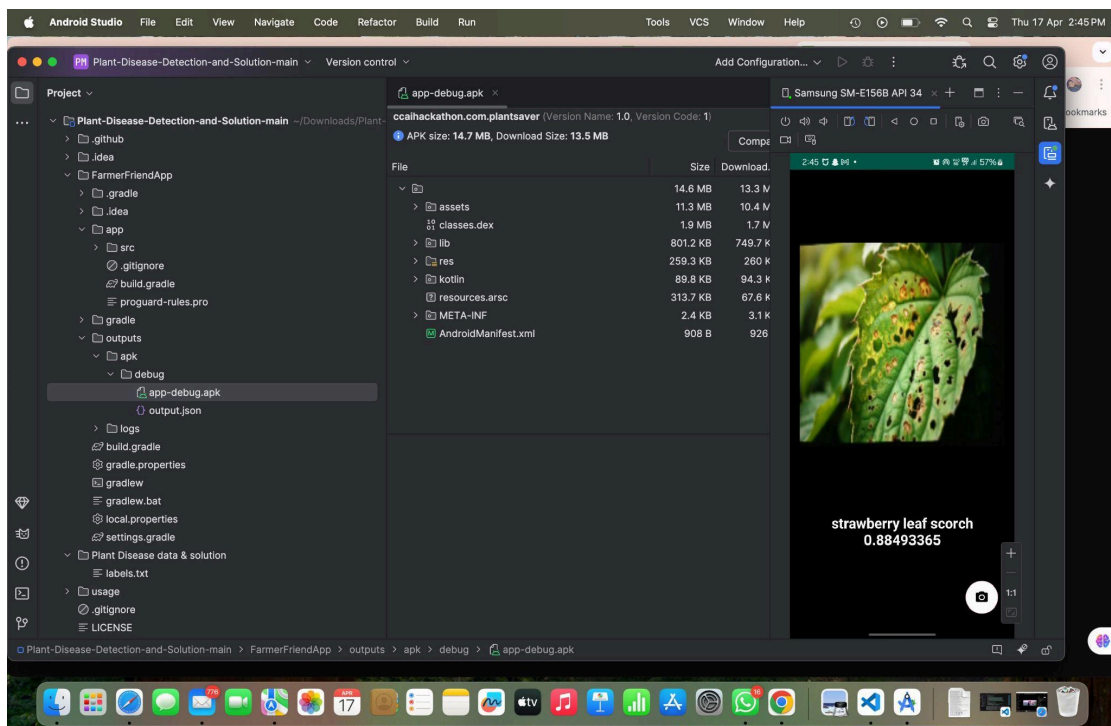 Android Studio File Edit View Navigate Code Refactor Build Run Tools VCS Window Help Thu 17 Apr 2:45 PM
PM Plant-Disease-Detection-and-Solution-main Version control Add Configuration...
Project
app-debug.apk
Samsung SM-E156B API 34
ookmarks
Plant-Disease-Detection-and-Solution-main ~/Downloads/Plant-
.github
.idea
FarmerFriendApp
.gradle
.idea
app
src
.gitignore
build.gradle
proguard-rules.pro
gradle
outputs
apk
debug
app-debug.apk
output.json
logs
build.gradle
gradle.properties
gradlew
gradlew.bat
local.properties
settings.gradle
Plant Disease data & solution
labels.txt
usage
.gitignore
LICENSE
ccaihackathon.com.plantsaver (Version Name: 1.0, Version Code: 1)
APK size: 14.7 MB, Download Size: 13.5 MB
Compa
File Size Download.
14.6 MB 13.3 M
assets 11.3 MB 10.4 M
classes.dex 1.9 MB 1.7 M
lib 801.2 KB 749.7 K
res 259.3 KB 260 K
kotlin 89.8 KB 94.3 K
resources.arsc 313.7 KB 67.6 K
META-INF 2.4 KB 3.1 K
AndroidManifest.xml 908 B 926
2:45 57%
strawberry leaf scorch
0.88493365
1:1
Plant-Disease-Detection-and-Solution-main > FarmerFriendApp > outputs > apk > debug > app-debug.apk
776
APR
17
tv
16